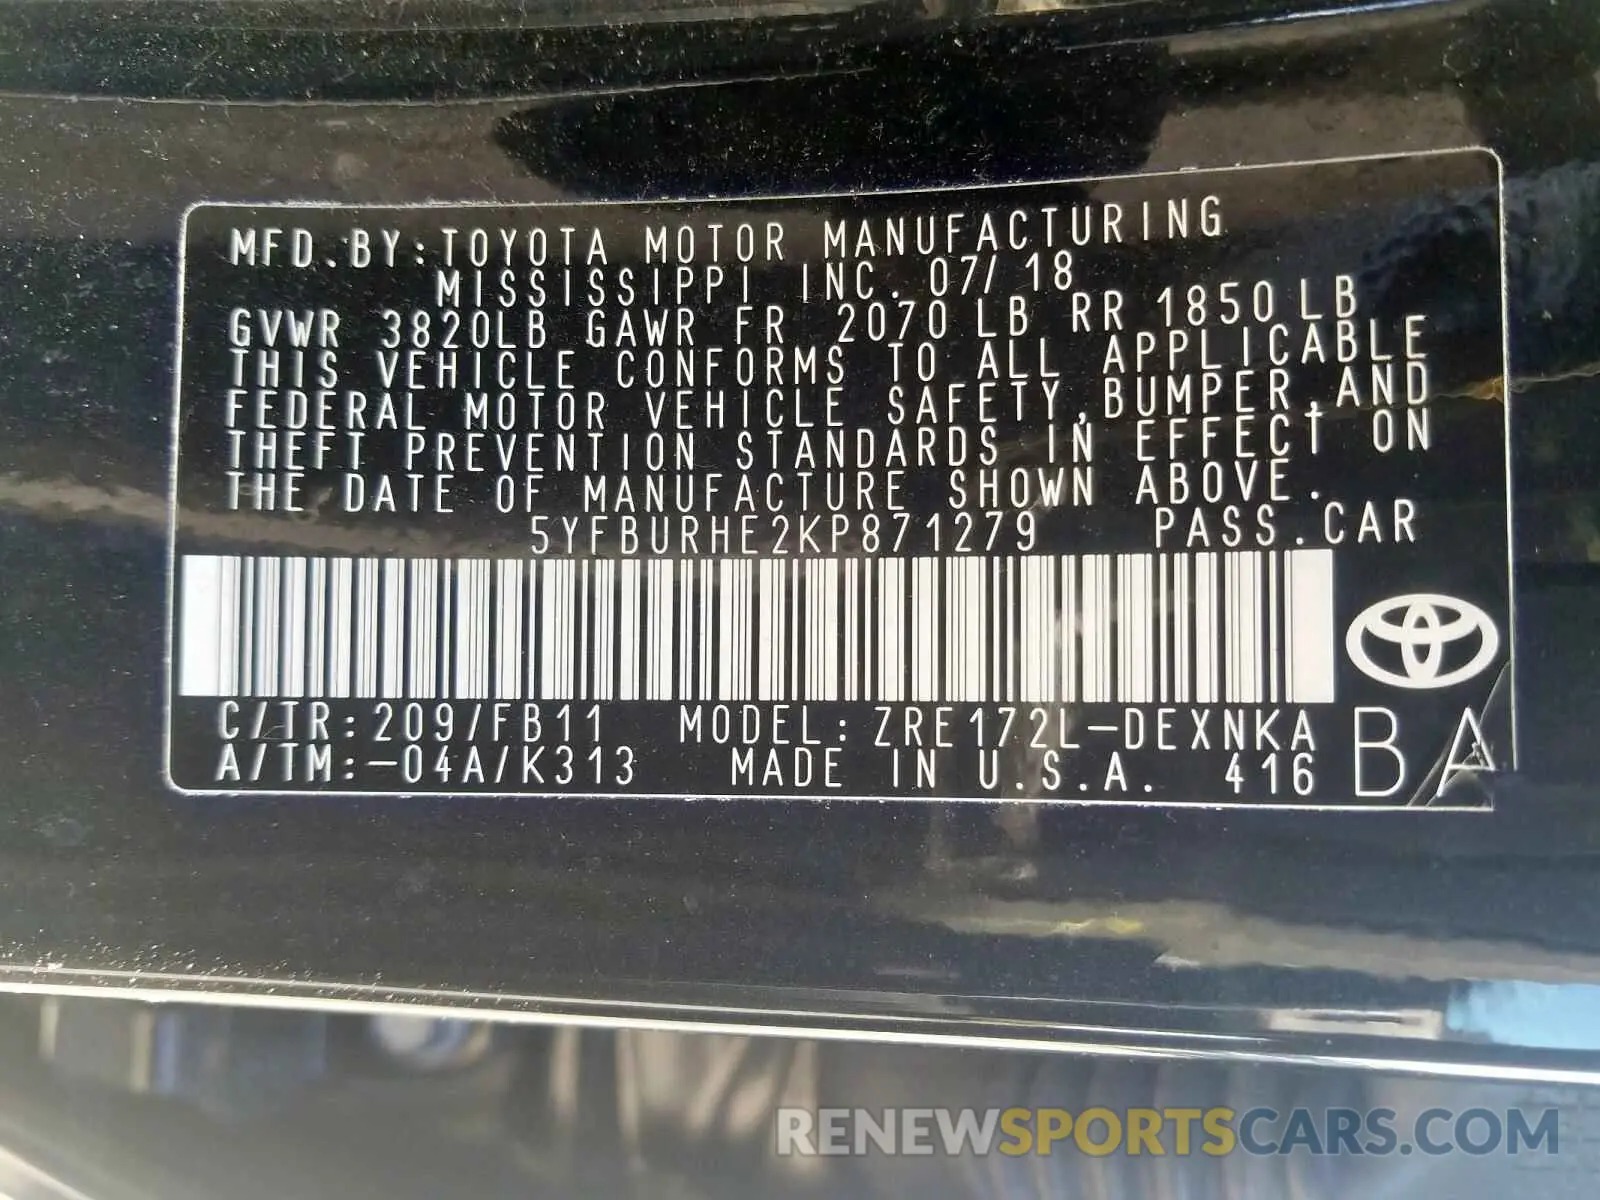 MFD.BY:TOYOTA MOTOR MANUFACTURING
MISSISSIPPI INC. 07/18
GVWR 3820LB GAWR FR 2070LB RR 1850LB
THIS VEHICLE CONFORMS TO ALL APPLICABLE
FEDERAL MOTOR VEHICLE SAFETY,BUMPER,AND
THEFT PREVENTION STANDARDS IN EFFECT ON
THE DATE OF MANUFACTURE SHOWN ABOVE.
5YFBURHE2KP871279 PASS.CAR
C/TR:209/FB11 MODEL:ZRE172L-DEXNKA
A/TM:-04A/K313 MADE IN U.S.A. 416
BA
RENEWSPORTSCARS.COM